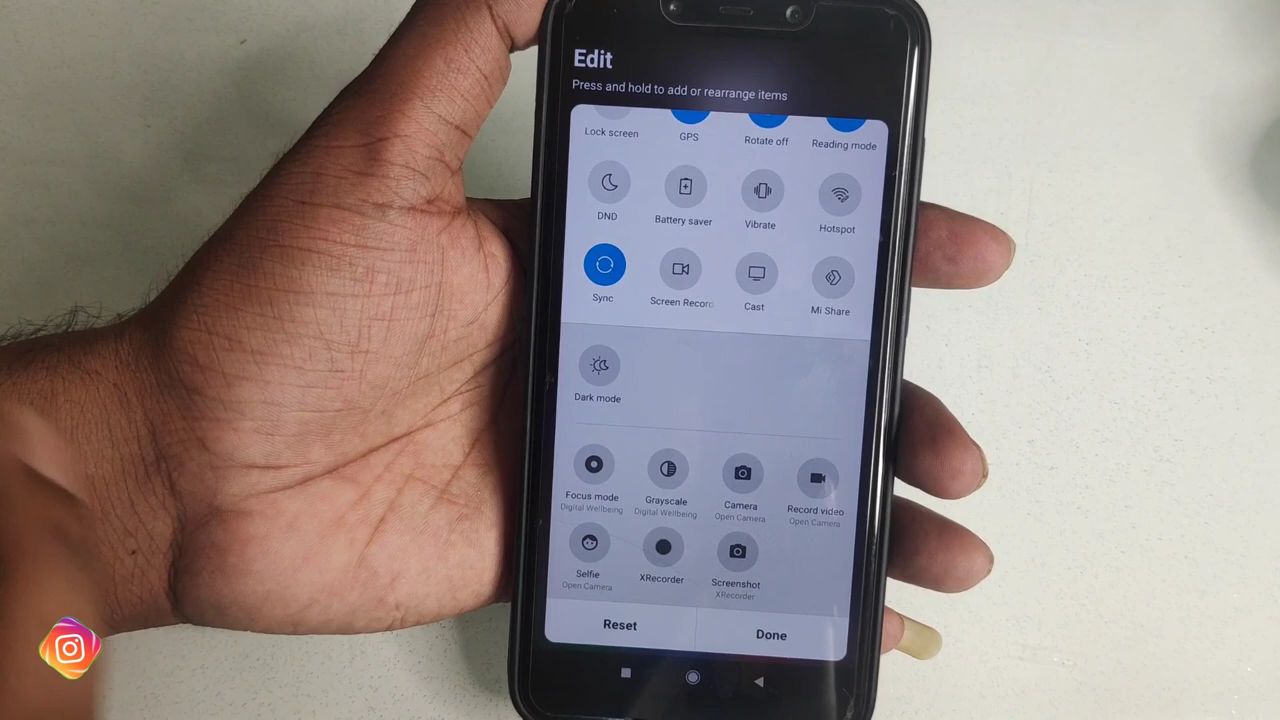 Edit
Press and hold to add or rearrange items
Lock screen GPS Rotate off Reading mode
DND Battery saver Vibrate Hotspot
Sync Screen Record Cast Mi Share
Dark mode
Focus mode Grayscale Camera Record video
Digital Wellbeing Digital Wellbeing Open Camera Open Camera
Selfie XRecorder Screenshot
Open Camera XRecorder
Reset Done